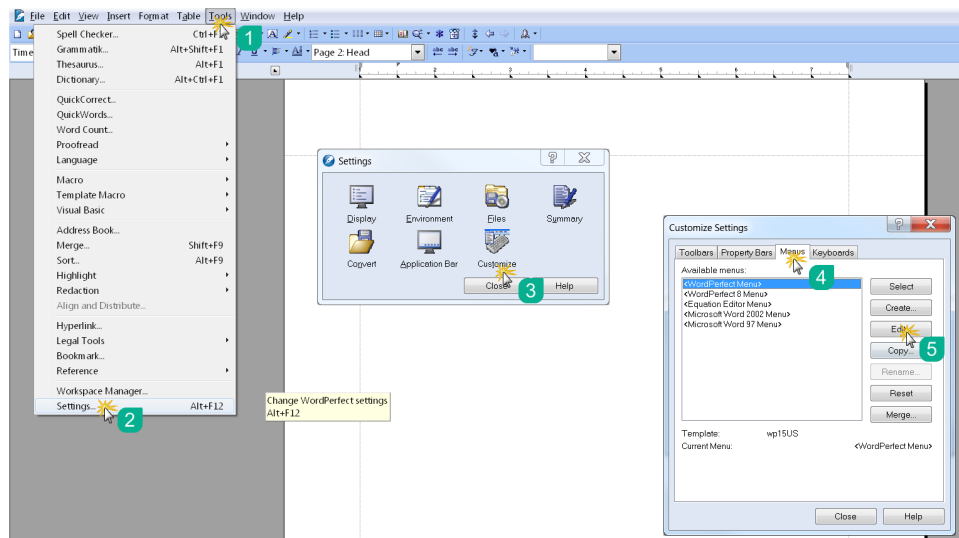 File Edit View Insert Format Table Tools Window Help
1
Page 2: Head
Spell Checker...
Grammatik... Alt+Shift+F1
Thesaurus... Alt+F1
Dictionary... Alt+Ctrl+F1
QuickCorrect...
QuickWords...
Word Count...
Proofread
Language
Macro
Template Macro
Visual Basic
Address Book...
Merge... Shift+F9
Sort... Alt+F9
Highlight
Redaction
Align and Distribute...
Hyperlink...
Legal Tools
Bookmark...
Reference
Workspace Manager...
Settings... Alt+F12
2
Change WordPerfect settings
Alt+F12
Settings
Display Environment Files Summary
Convert Application Bar Customize
Close Help
3
Customize Settings
Toolbars Property Bars Menus Keyboards
4
Available menus:
<WordPerfect Menu>
<WordPerfect 8 Menu>
<Equation Editor Menu>
<Microsoft Word 2002 Menu>
<Microsoft Word 97 Menu>
Select
Create...
Edit...
5
Copy...
Rename...
Reset
Merge...
Template: wp15US
Current Menu: <WordPerfect Menu>
Close Help